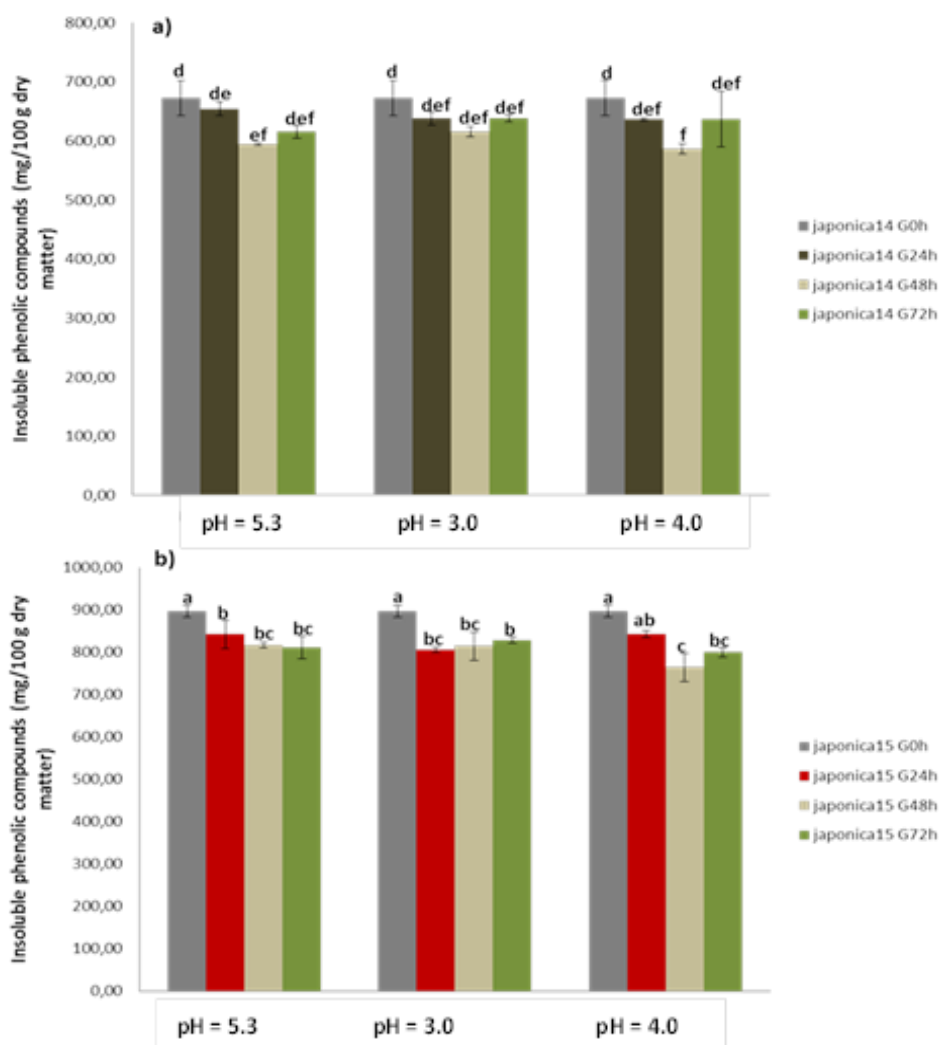 a)
Insoluble phenolic compounds (mg/100 g dry
matter)
800,00
700,00
600,00
500,00
400,00
300,00
200,00
100,00
0,00
d de ef def
d def def def
d def f def
pH = 5.3 pH = 3.0 pH = 4.0
japonica14 G0h
japonica14 G24h
japonica14 G48h
japonica14 G72h
b)
Insoluble phenolic compounds (mg/100 g dry
matter)
1000,00
900,00
800,00
700,00
600,00
500,00
400,00
300,00
200,00
100,00
0,00
a b bc bc
a bc bc b
a ab c bc
pH = 5.3 pH = 3.0 pH = 4.0
japonica15 G0h
japonica15 G24h
japonica15 G48h
japonica15 G72h